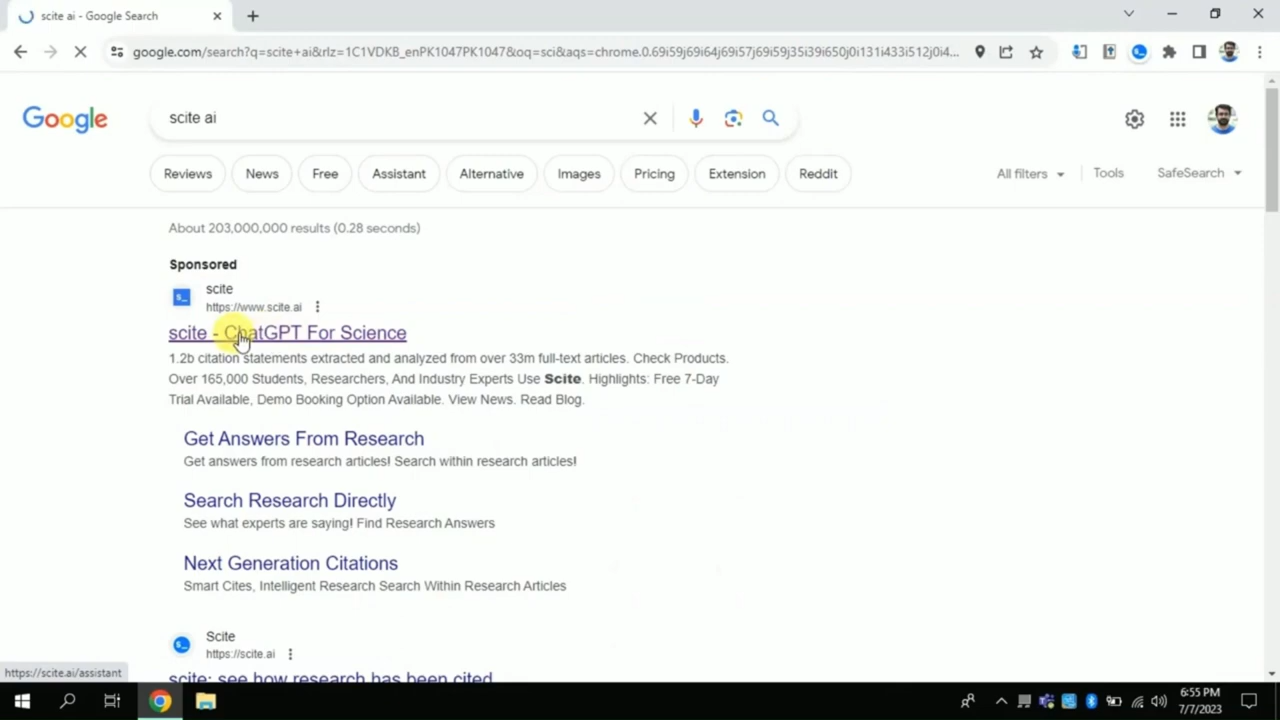 scite ai - Google Search
google.com/search?q=scite+ai&rlz=1C1VDKB_enPK1047PK1047&oq=sci&aqs=chrome.0.69i59j69i64j69i57j69i59j35i39i650j0i131i433i512j0i4...
Google
scite ai
Reviews
News
Free
Assistant
Alternative
Images
Pricing
Extension
Reddit
All filters
Tools
SafeSearch
About 203,000,000 results (0.28 seconds)
Sponsored
scite
https://www.scite.ai
scite - ChatGPT For Science
1.2b citation statements extracted and analyzed from over 33m full-text articles. Check Products.
Over 165,000 Students, Researchers, And Industry Experts Use Scite. Highlights: Free 7-Day
Trial Available, Demo Booking Option Available. View News. Read Blog.
Get Answers From Research
Get answers from research articles! Search within research articles!
Search Research Directly
See what experts are saying! Find Research Answers
Next Generation Citations
Smart Cites, Intelligent Research Search Within Research Articles
Scite
https://scite.ai
scite: see how research has been cited
https://scite.ai/assistant
6:55 PM
7/7/2023